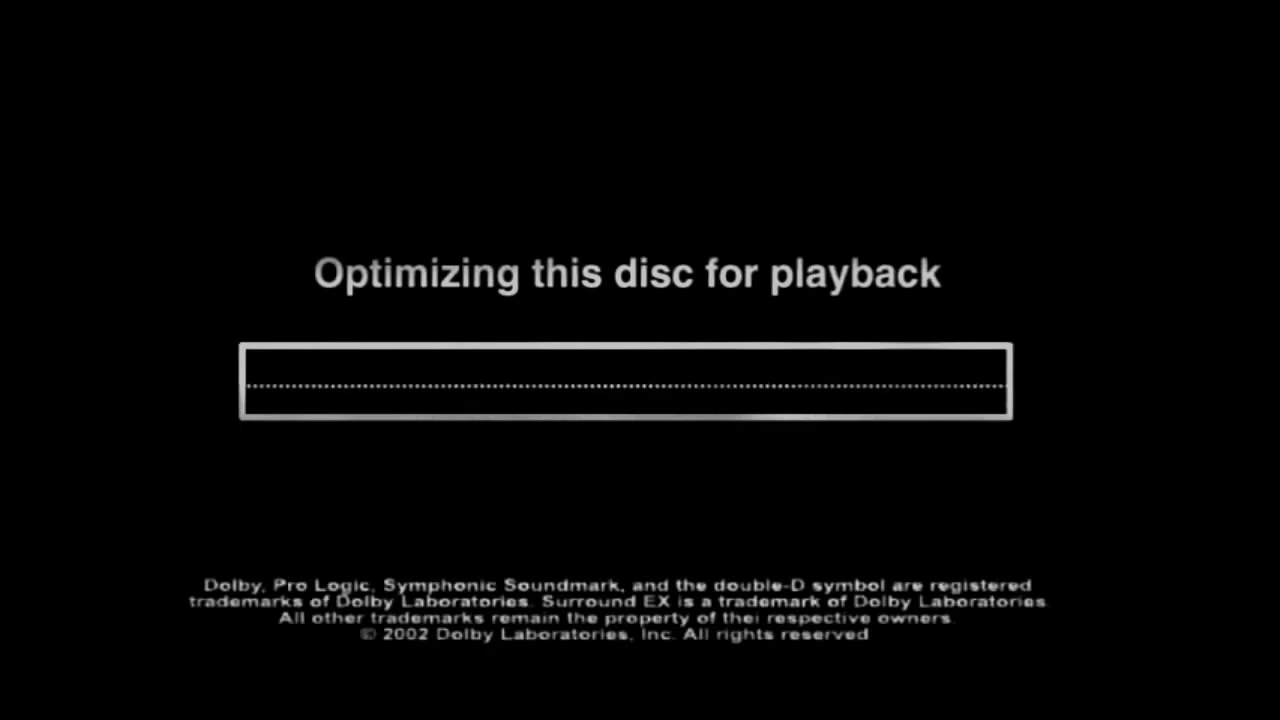 Optimizing this disc for playback
Dolby, Pro Logic, Symphonic Soundmark, and the double-D symbol are registered
trademarks of Dolby Laboratories. Surround EX is a trademark of Dolby Laboratories.
All other trademarks remain the property of thei respective owners.
© 2002 Dolby Laboratories, Inc. All rights reserved